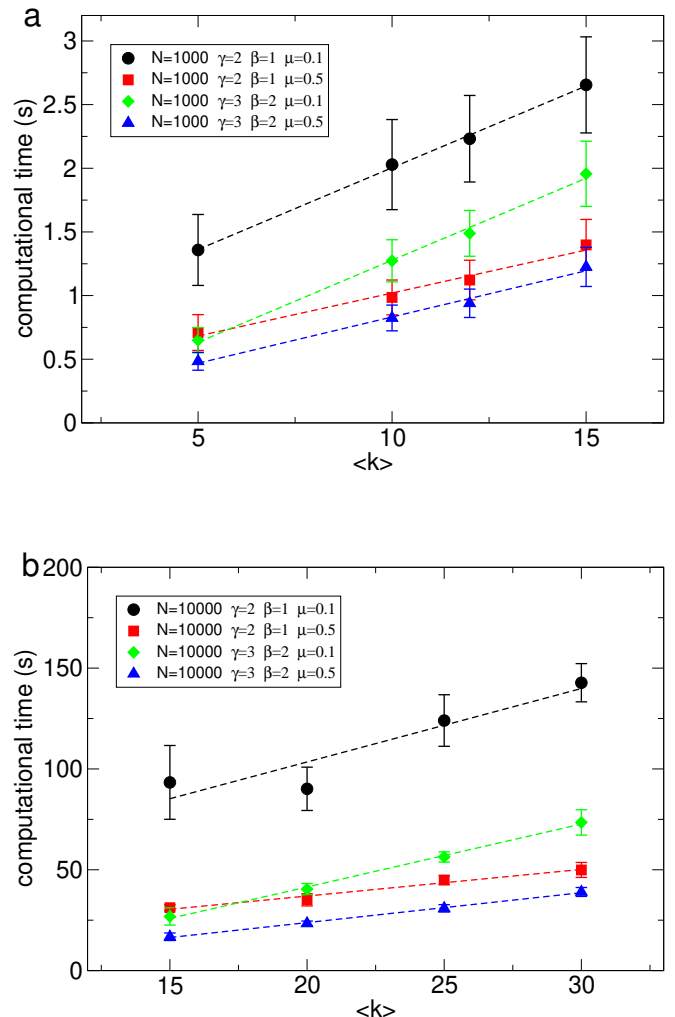 a
3
2.5
2
1.5
1
0.5
0
computational time (s)
N=1000 γ=2 β=1 μ=0.1
N=1000 γ=2 β=1 μ=0.5
N=1000 γ=3 β=2 μ=0.1
N=1000 γ=3 β=2 μ=0.5
5 10 15
<k>
b
200
150
100
50
0
computational time (s)
N=10000 γ=2 β=1 μ=0.1
N=10000 γ=2 β=1 μ=0.5
N=10000 γ=3 β=2 μ=0.1
N=10000 γ=3 β=2 μ=0.5
15 20 25 30
<k>